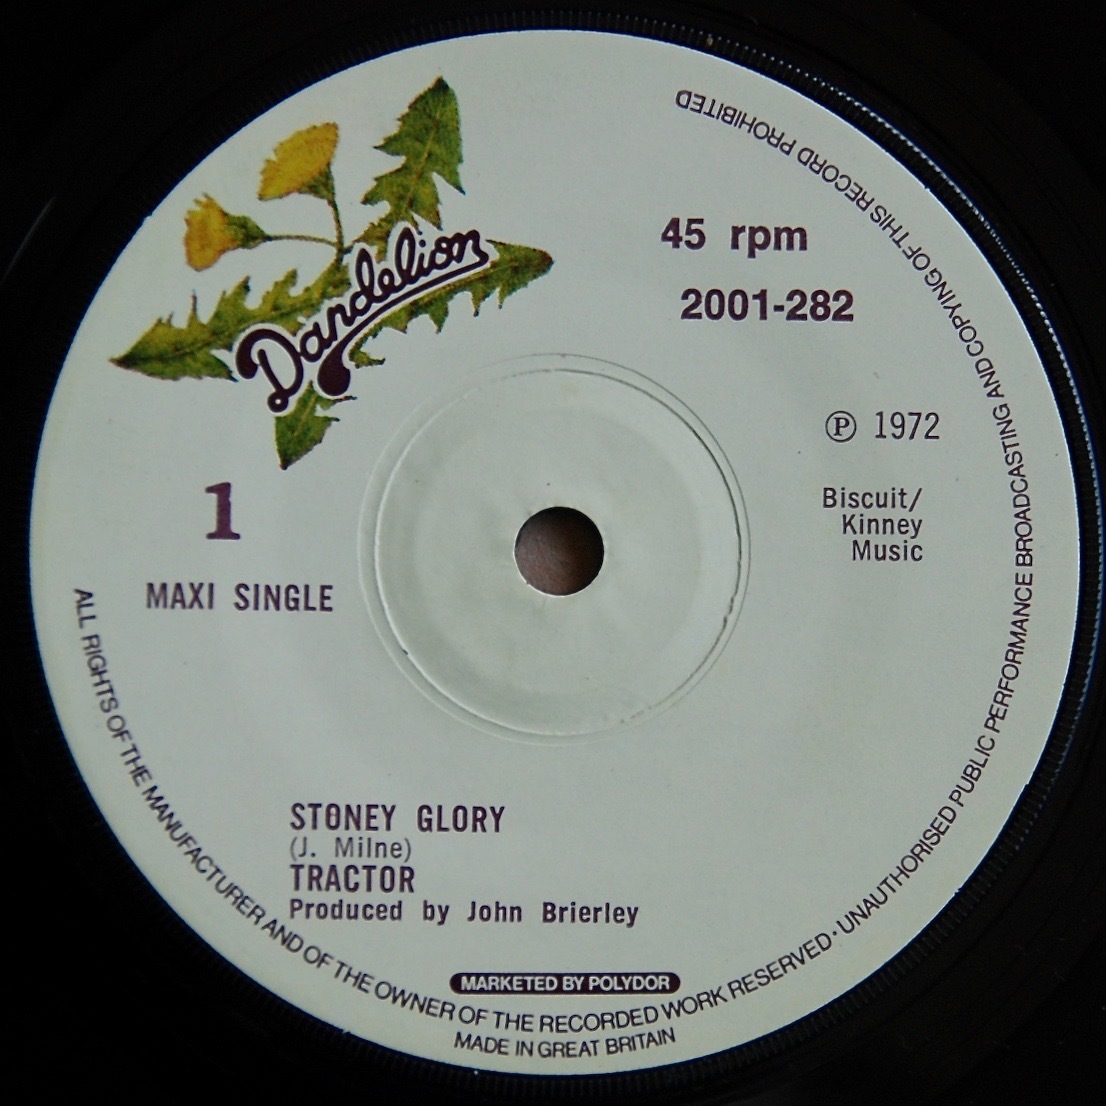 Dandelion
45 rpm
2001-282
℗ 1972
Biscuit/
Kinney
Music
1
MAXI SINGLE
STONEY GLORY
(J. Milne)
TRACTOR
Produced by John Brierley
MARKETED BY POLYDOR
ALL RIGHTS OF THE MANUFACTURER AND OF THE OWNER OF THE RECORDED WORK RESERVED · UNAUTHORISED PUBLIC PERFORMANCE BROADCASTING AND COPYING OF THIS RECORD PROHIBITED
MADE IN GREAT BRITAIN